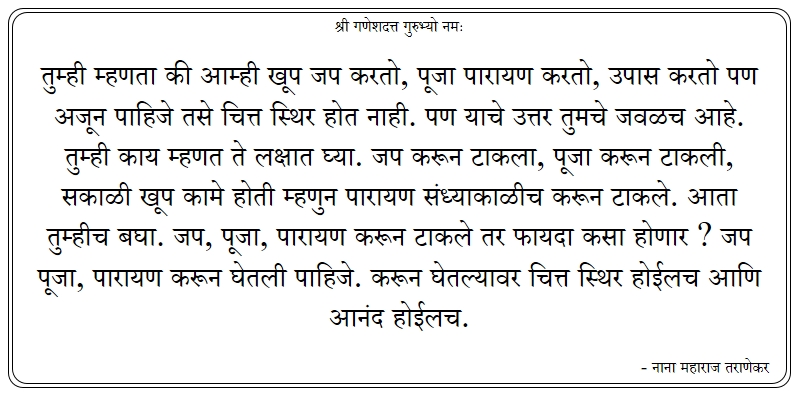 श्री गणेशदत्त गुरुभ्यो नमः
तुम्ही म्हणता की आम्ही खूप जप करतो, पूजा पारायण करतो, उपास करतो पण
अजून पाहिजे तसे चित्त स्थिर होत नाही. पण याचे उत्तर तुमचे जवळच आहे.
तुम्ही काय म्हणत ते लक्षात घ्या. जप करून टाकला, पूजा करून टाकली,
सकाळी खूप कामे होती म्हणुन पारायण संध्याकाळीच करून टाकले. आता
तुम्हीच बघा. जप, पूजा, पारायण करून टाकले तर फायदा कसा होणार ? जप
पूजा, पारायण करून घेतली पाहिजे. करून घेतल्यावर चित्त स्थिर होईलच आणि
आनंद होईलच.
- नाना महाराज तराणेकर